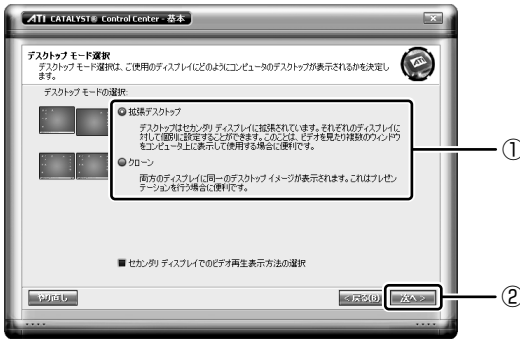 ATI CATALYST® Control Center - 基本
デスクトップ モード選択
デスクトップ モード選択は、ご使用のディスプレイにどのようにコンピュータのデスクトップが表示されるかを決定し
ます。
デスクトップ モードの選択:
拡張デスクトップ
デスクトップはセカンダリ ディスプレイに拡張されています。それぞれのディスプレイに
対して個別に設定することができます。このことは、ビデオを見たり複数のウィンドウ
をコンピュータ上に表示して使用する場合に便利です。
①
クローン
両方のディスプレイに同一のデスクトップ イメージが表示されます。これはプレゼン
テーションを行う場合に便利です。
セカンダリ ディスプレイでのビデオ再生表示方法の選択
やり直し
< 戻る(B)
次へ >
②